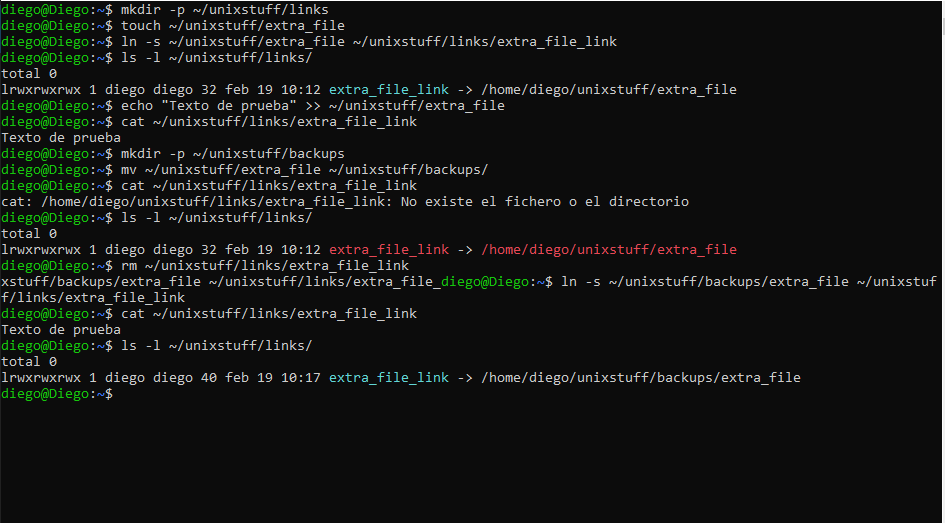 diego@Diego:~$ mkdir -p ~/unixstuff/links
diego@Diego:~$ touch ~/unixstuff/extra_file
diego@Diego:~$ ln -s ~/unixstuff/extra_file ~/unixstuff/links/extra_file_link
diego@Diego:~$ ls -l ~/unixstuff/links/
total 0
lrwxrwxrwx 1 diego diego 32 feb 19 10:12 extra_file_link -> /home/diego/unixstuff/extra_file
diego@Diego:~$ echo "Texto de prueba" >> ~/unixstuff/extra_file
diego@Diego:~$ cat ~/unixstuff/links/extra_file_link
Texto de prueba
diego@Diego:~$ mkdir -p ~/unixstuff/backups
diego@Diego:~$ mv ~/unixstuff/extra_file ~/unixstuff/backups/
diego@Diego:~$ cat ~/unixstuff/links/extra_file_link
cat: /home/diego/unixstuff/links/extra_file_link: No existe el fichero o el directorio
diego@Diego:~$ ls -l ~/unixstuff/links/
total 0
lrwxrwxrwx 1 diego diego 32 feb 19 10:12 extra_file_link -> /home/diego/unixstuff/extra_file
diego@Diego:~$ rm ~/unixstuff/links/extra_file_link
xstuff/backups/extra_file ~/unixstuff/links/extra_file_diego@Diego:~$ ln -s ~/unixstuff/backups/extra_file ~/unixstuf
f/links/extra_file_link
diego@Diego:~$ cat ~/unixstuff/links/extra_file_link
Texto de prueba
diego@Diego:~$ ls -l ~/unixstuff/links/
total 0
lrwxrwxrwx 1 diego diego 40 feb 19 10:17 extra_file_link -> /home/diego/unixstuff/backups/extra_file
diego@Diego:~$